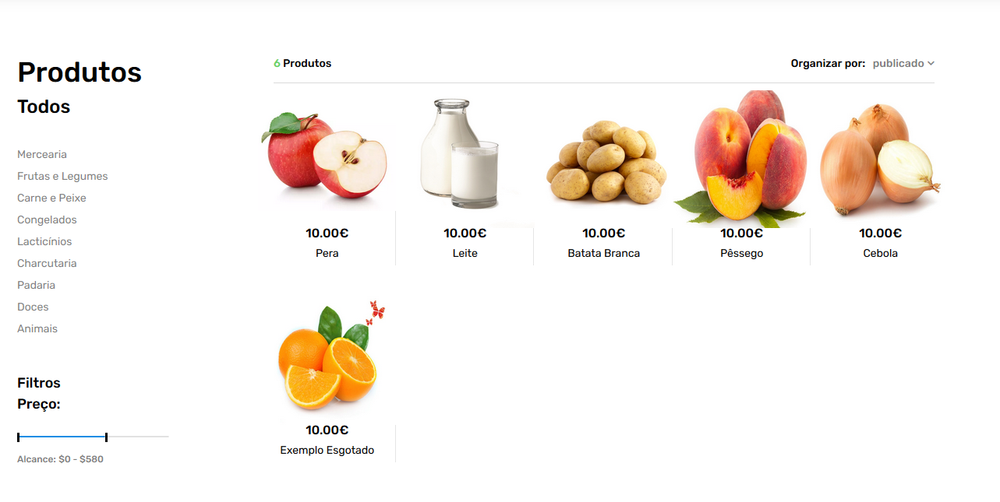 Produtos
Todos
Mercearia
Frutas e Legumes
Carne e Peixe
Congelados
Lacticínios
Charcutaria
Padaria
Doces
Animais
Filtros
Preço:
Alcance: $0 - $580
6 Produtos
Organizar por: publicado
10.00€ 10.00€ 10.00€ 10.00€ 10.00€
Pera Leite Batata Branca Pêssego Cebola
10.00€
Exemplo Esgotado